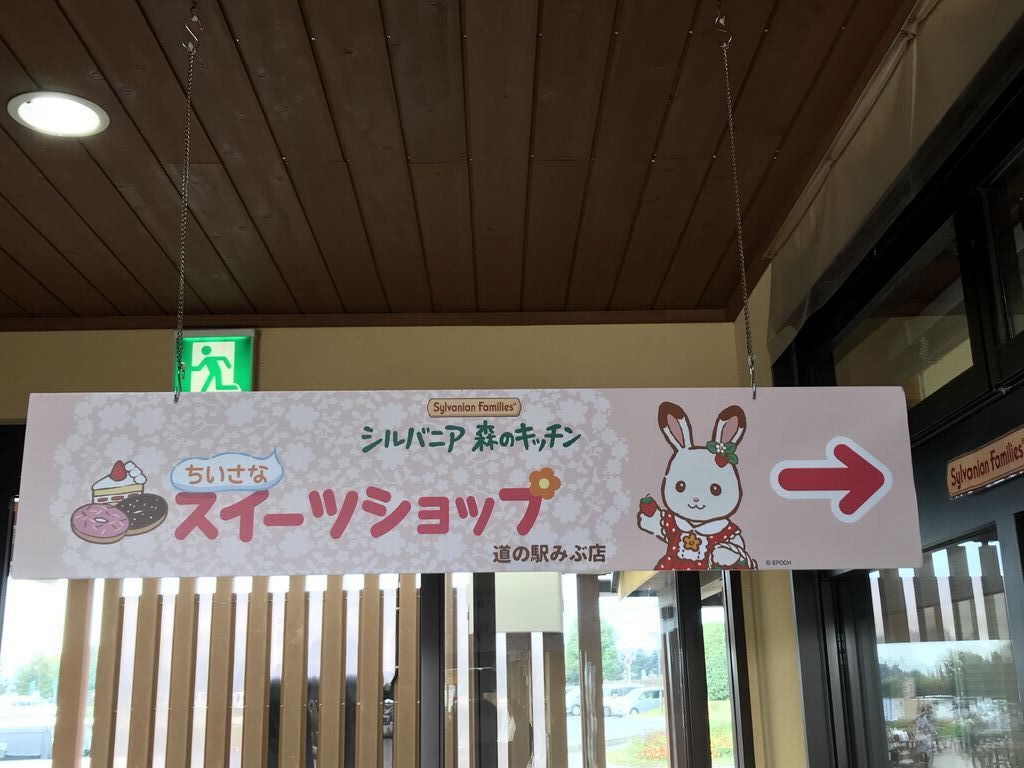 Sylvanian Families®
シルバニア 森のキッチン
ちいさな
スイーツショップ
道の駅みぶ店
© EPOCH
Sylvanian Families®